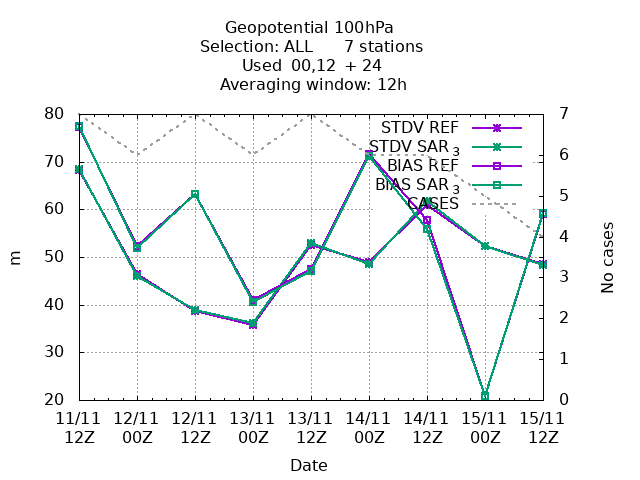 Geopotential 100hPa
Selection: ALL 7 stations
Used 00,12 + 24
Averaging window: 12h
80 7
STDV REF
STDV SAR 3
70 6
BIAS REF
BIAS SAR 3
CASES
60 5
m
50 4
No cases
40 3
30 2
1
20 0
11/11 12/11 12/11 13/11 13/11 14/11 14/11 15/11 15/11
12Z 00Z 12Z 00Z 12Z 00Z 12Z 00Z 12Z
Date